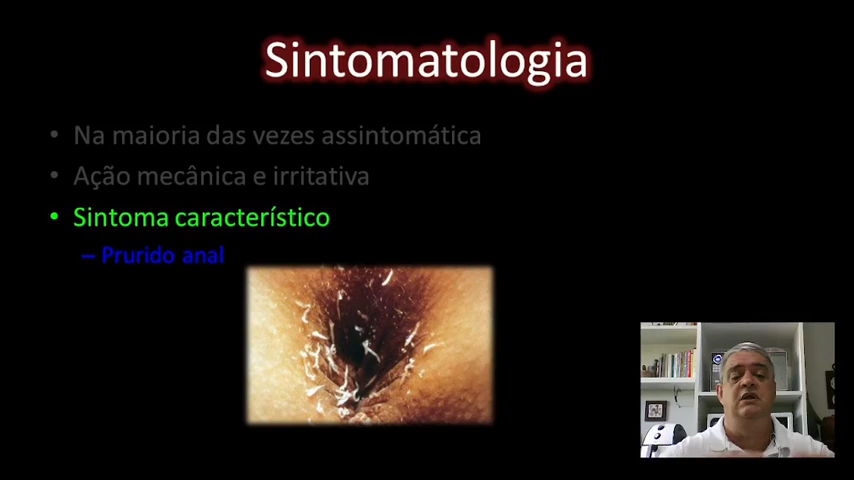 Sintomatologia
• Na maioria das vezes assintomática
• Ação mecânica e irritativa
• Sintoma característico
– Prurido anal